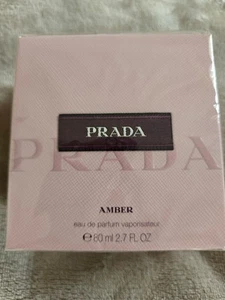 PRADA
PRADA
AMBER
eau de parfum vaporisateur
℮80 ml 2.7 FL OZ